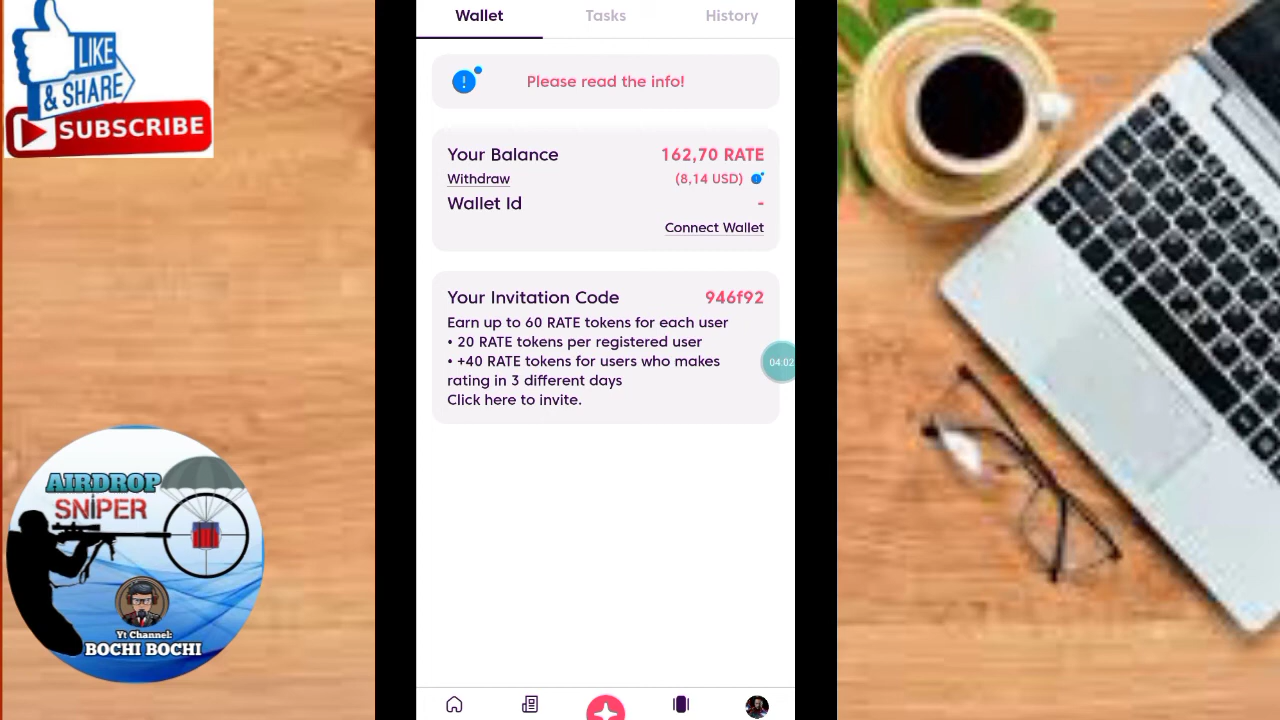 LIKE
& SHARE
SUBSCRIBE
AIRDROP
SNIPER
Yt Channel:
BOCHI BOCHI
Wallet Tasks History
Please read the info!
Your Balance 162,70 RATE
Withdraw (8,14 USD)
Wallet Id -
Connect Wallet
Your Invitation Code 946f92
Earn up to 60 RATE tokens for each user
• 20 RATE tokens per registered user
• +40 RATE tokens for users who makes
rating in 3 different days
Click here to invite.
04:02